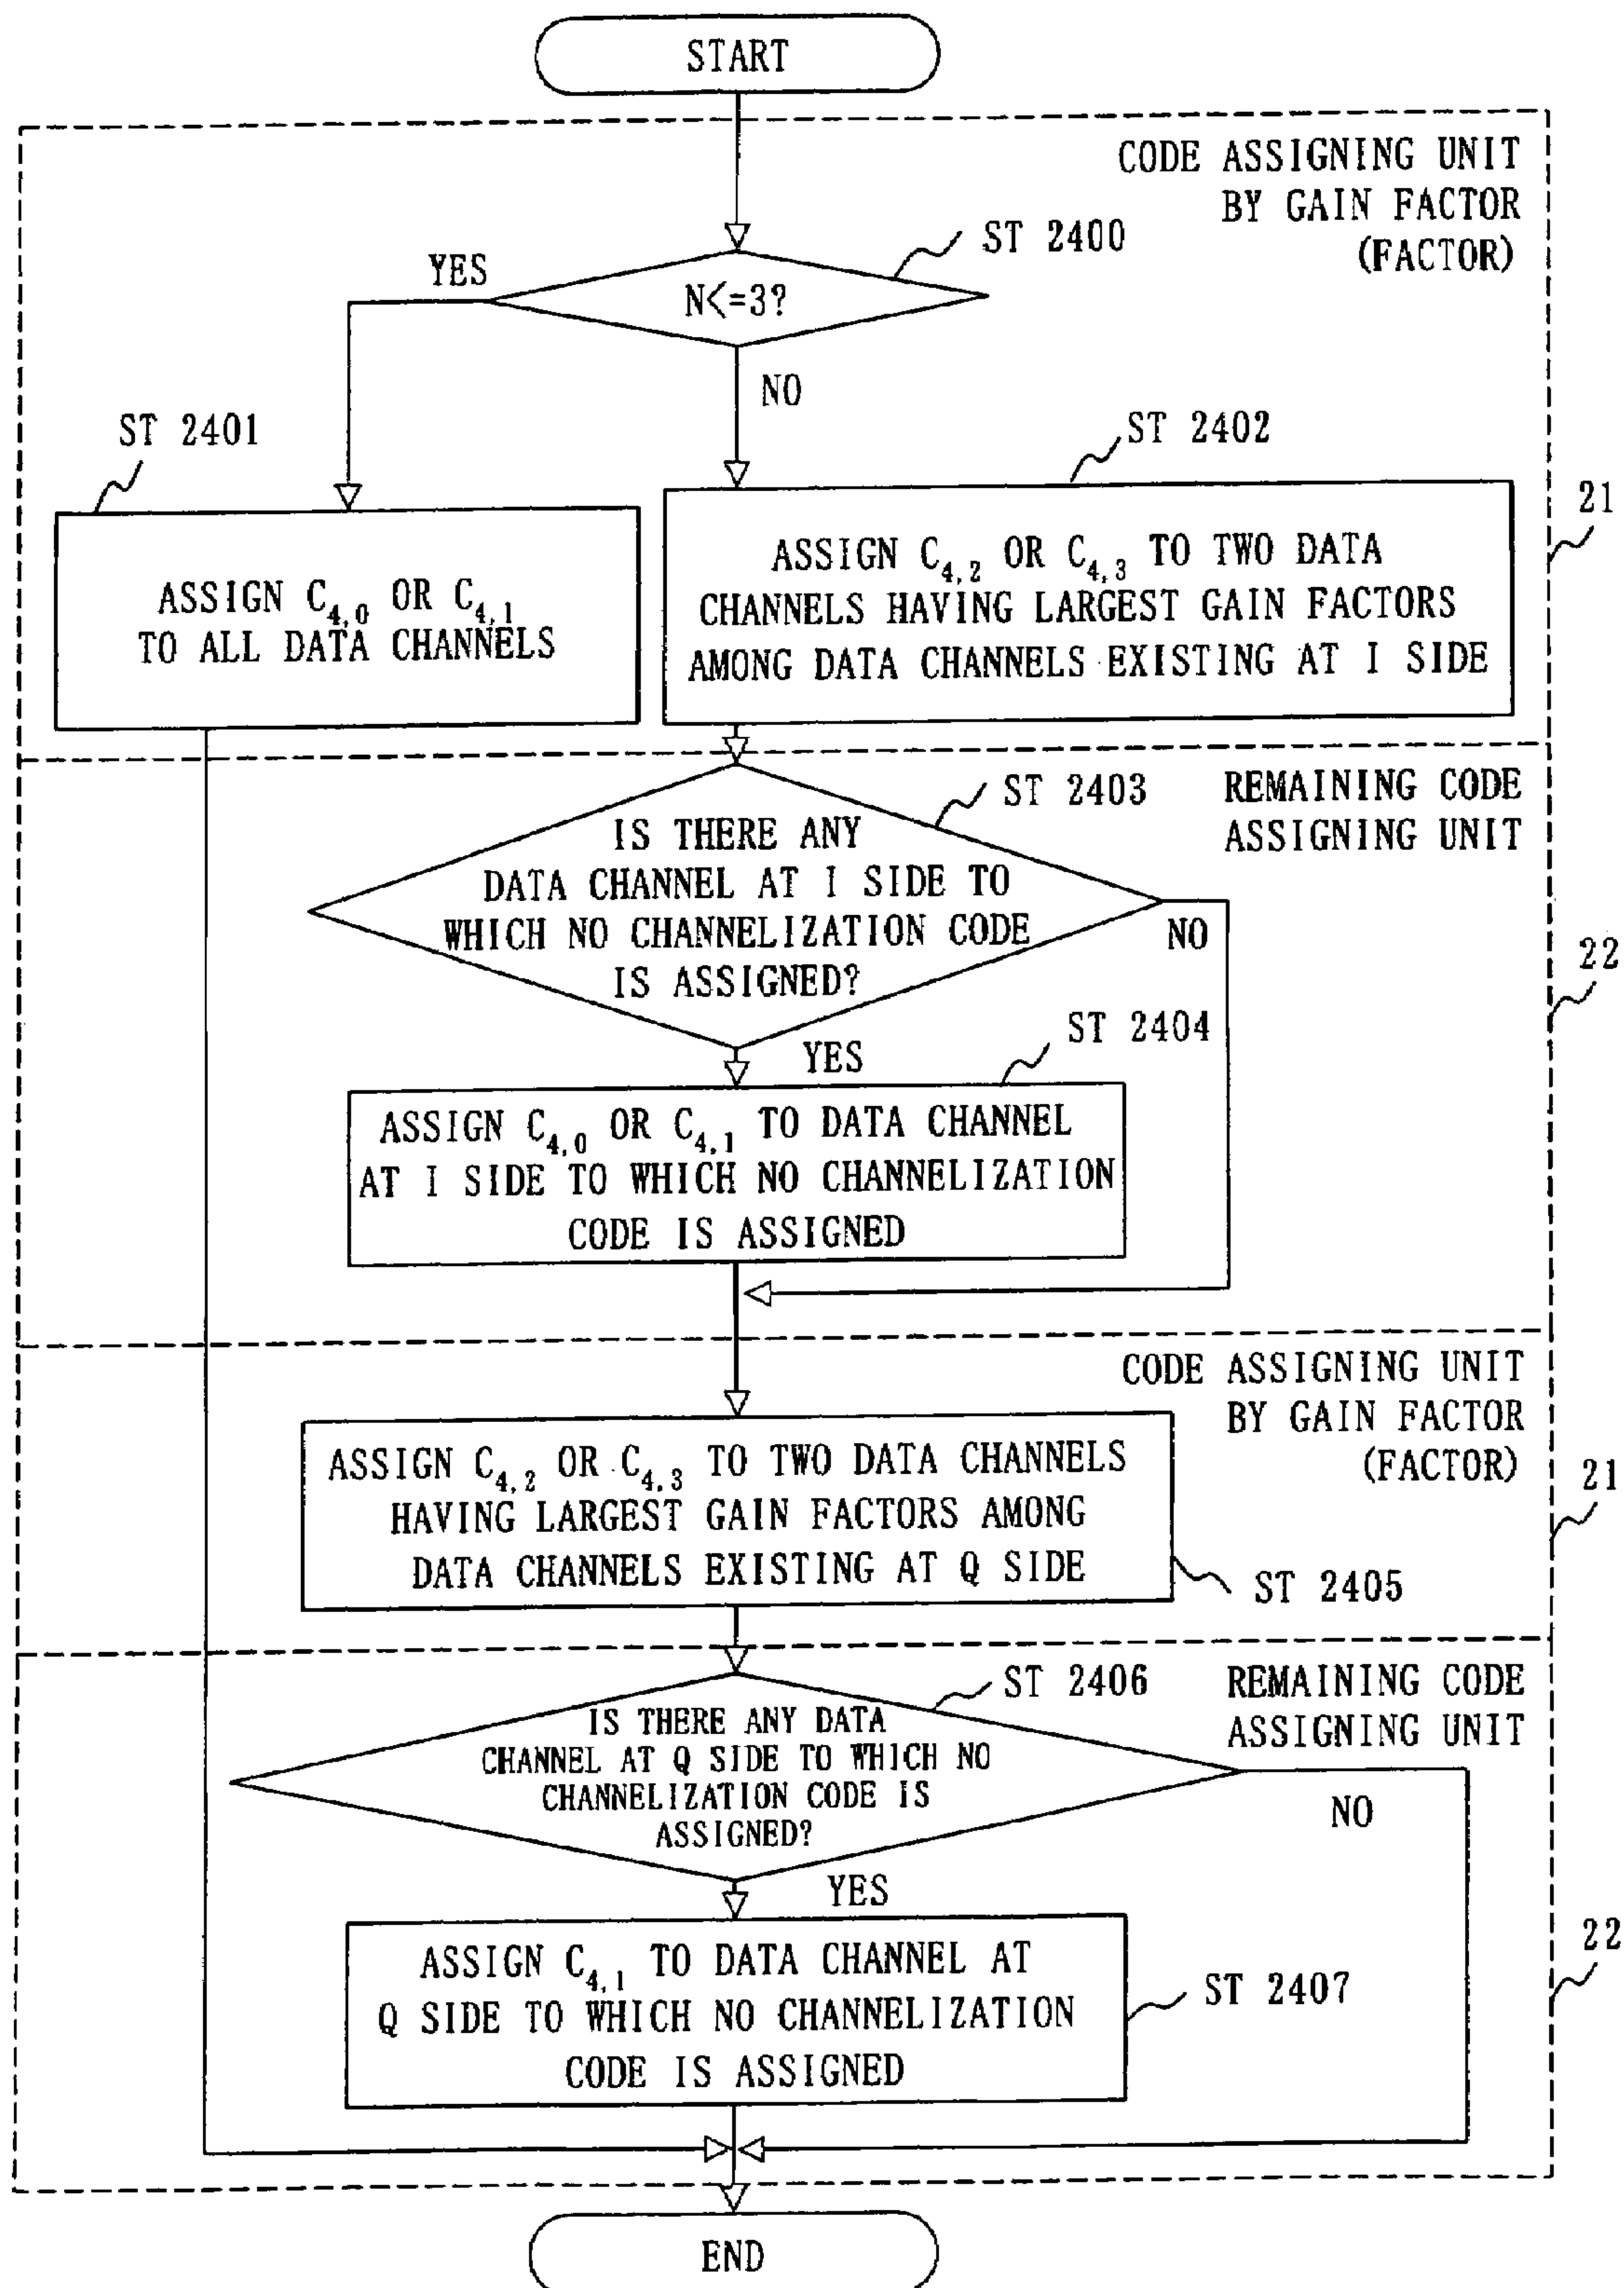 START
CODE ASSIGNING UNIT
BY GAIN FACTOR
(FACTOR)
ST 2400
YES
N<=3?
NO
ST 2401
ST 2402
21
ASSIGN C4,0 OR C4,1
TO ALL DATA CHANNELS
ASSIGN C4,2 OR C4,3 TO TWO DATA
CHANNELS HAVING LARGEST GAIN FACTORS
AMONG DATA CHANNELS EXISTING AT I SIDE
REMAINING CODE
ASSIGNING UNIT
ST 2403
IS THERE ANY
DATA CHANNEL AT I SIDE TO
WHICH NO CHANNELIZATION CODE
IS ASSIGNED?
NO
22
YES
ST 2404
ASSIGN C4,0 OR C4,1 TO DATA CHANNEL
AT I SIDE TO WHICH NO CHANNELIZATION
CODE IS ASSIGNED
CODE ASSIGNING UNIT
BY GAIN FACTOR
(FACTOR)
21
ASSIGN C4,2 OR C4,3 TO TWO DATA CHANNELS
HAVING LARGEST GAIN FACTORS AMONG
DATA CHANNELS EXISTING AT Q SIDE
ST 2405
REMAINING CODE
ASSIGNING UNIT
ST 2406
IS THERE ANY DATA
CHANNEL AT Q SIDE TO WHICH NO
CHANNELIZATION CODE IS
ASSIGNED?
NO
YES
22
ASSIGN C4,1 TO DATA CHANNEL AT
Q SIDE TO WHICH NO CHANNELIZATION
CODE IS ASSIGNED
ST 2407
END